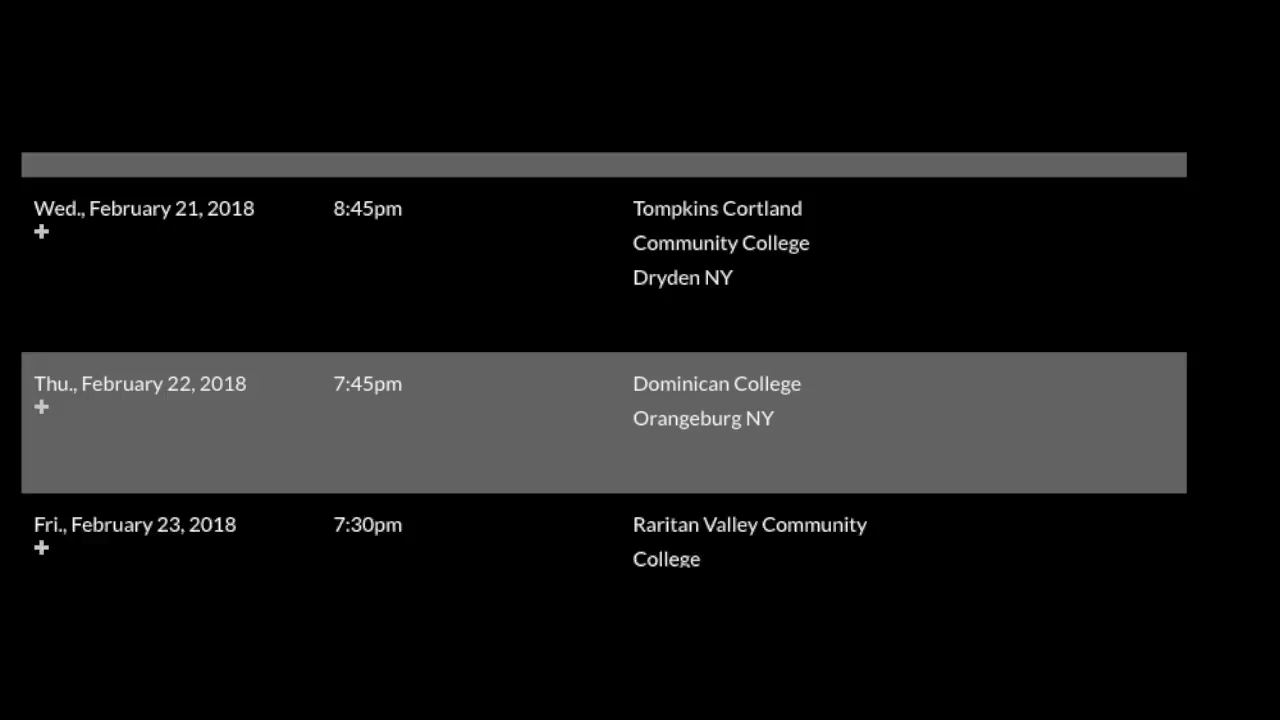 Wed., February 21, 2018 8:45pm Tompkins Cortland
Community College
Dryden NY
Thu., February 22, 2018 7:45pm Dominican College
Orangeburg NY
Fri., February 23, 2018 7:30pm Raritan Valley Community
College